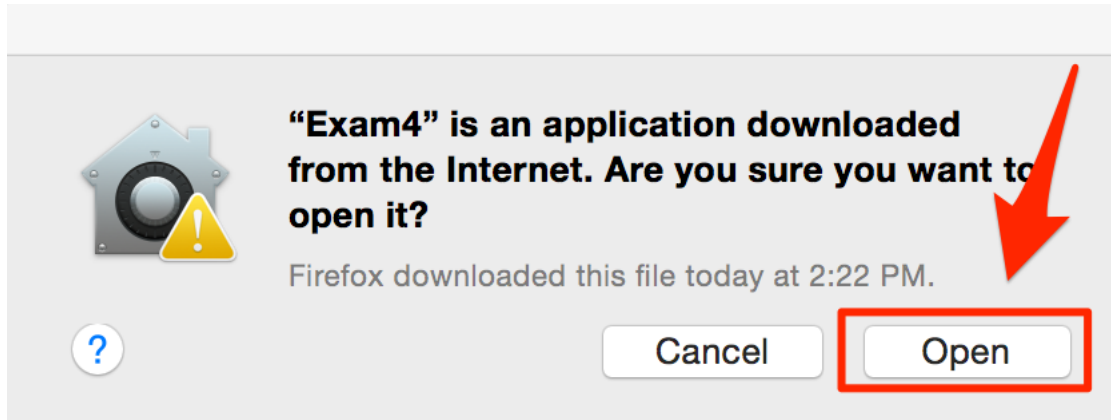 “Exam4” is an application downloaded
from the Internet. Are you sure you want to
open it?
Firefox downloaded this file today at 2:22 PM.
?
Cancel
Open